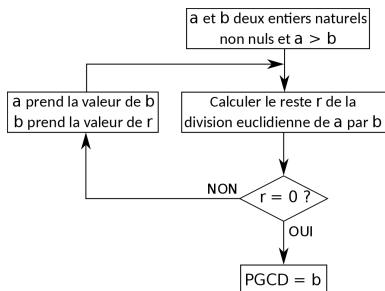 a et b deux entiers naturels
non nuls et a > b
a prend la valeur de b
b prend la valeur de r
Calculer le reste r de la
division euclidienne de a par b
NON
r = 0 ?
OUI
PGCD = b